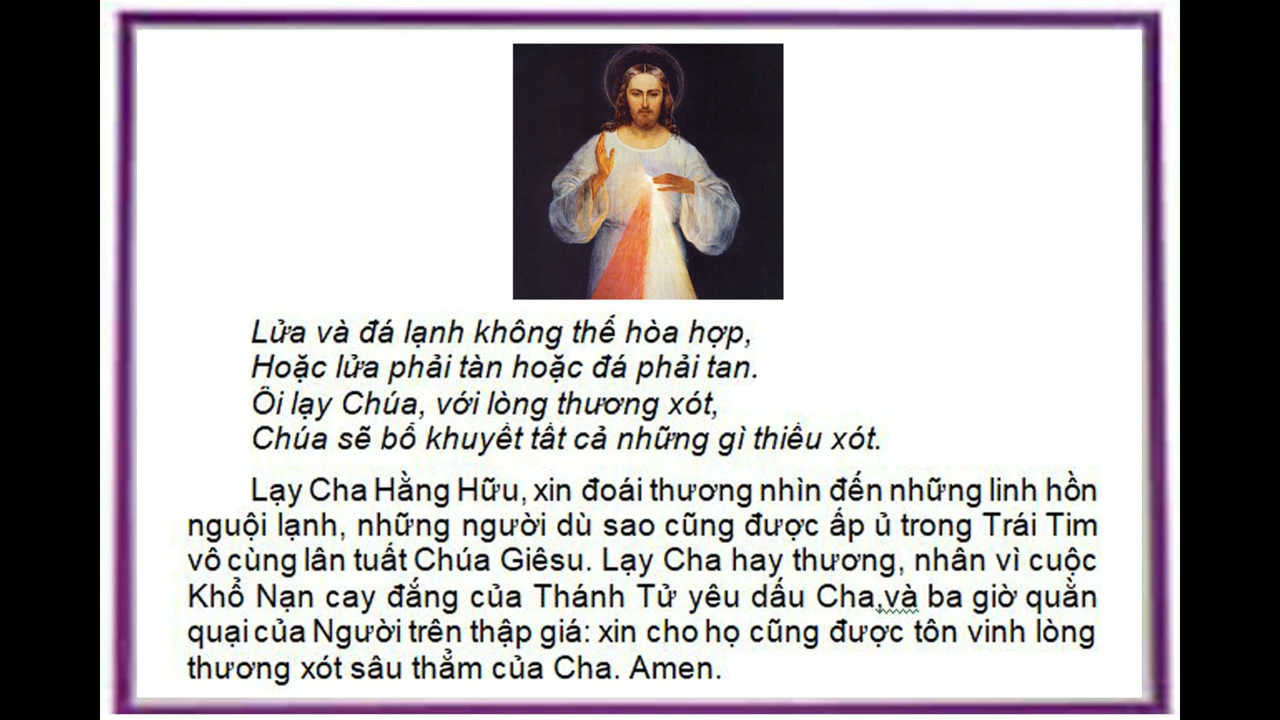 Lửa và đá lạnh không thể hòa hợp,
Hoặc lửa phải tàn hoặc đá phải tan.
Ôi lạy Chúa, với lòng thương xót,
Chúa sẽ bổ khuyết tất cả những gì thiếu xót.
Lạy Cha Hằng Hữu, xin đoái thương nhìn đến những linh hồn
nguội lạnh, những người dù sao cũng được ấp ủ trong Trái Tim
vô cùng lân tuất Chúa Giêsu. Lạy Cha hay thương, nhân vì cuộc
Khổ Nạn cay đắng của Thánh Tử yêu dấu Cha,và ba giờ quằn
quại của Người trên thập giá: xin cho họ cũng được tôn vinh lòng
thương xót sâu thẳm của Cha. Amen.